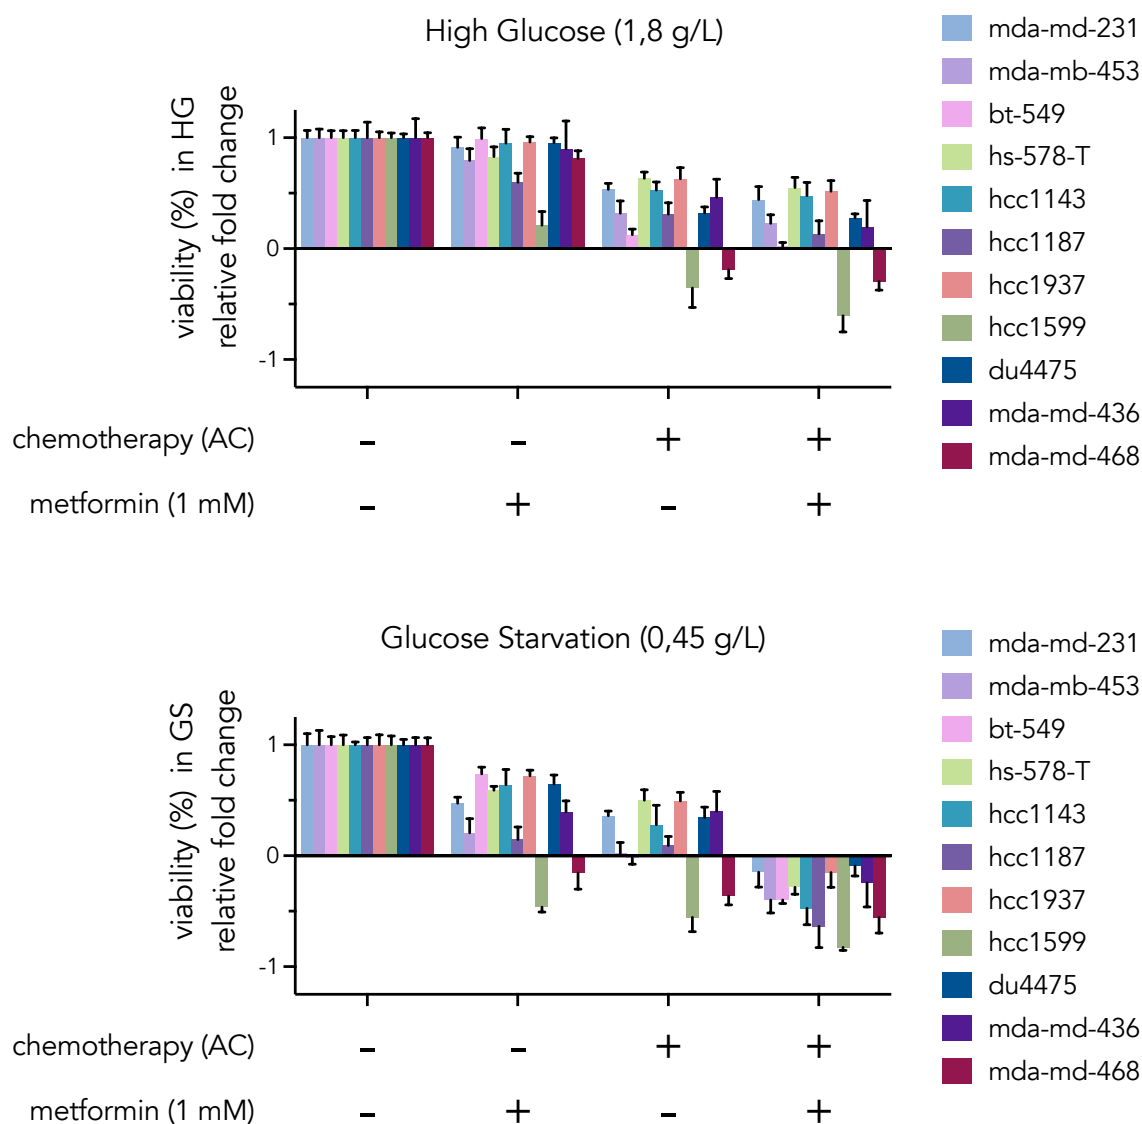 High Glucose (1,8 g/L)
viability (%) in HG
relative fold change
1
0
-1
chemotherapy (AC) - - + +
metformin (1 mM) - + - +
mda-md-231
mda-mb-453
bt-549
hs-578-T
hcc1143
hcc1187
hcc1937
hcc1599
du4475
mda-md-436
mda-md-468
Glucose Starvation (0,45 g/L)
viability (%) in GS
relative fold change
1
0
-1
chemotherapy (AC) - - + +
metformin (1 mM) - + - +
mda-md-231
mda-mb-453
bt-549
hs-578-T
hcc1143
hcc1187
hcc1937
hcc1599
du4475
mda-md-436
mda-md-468